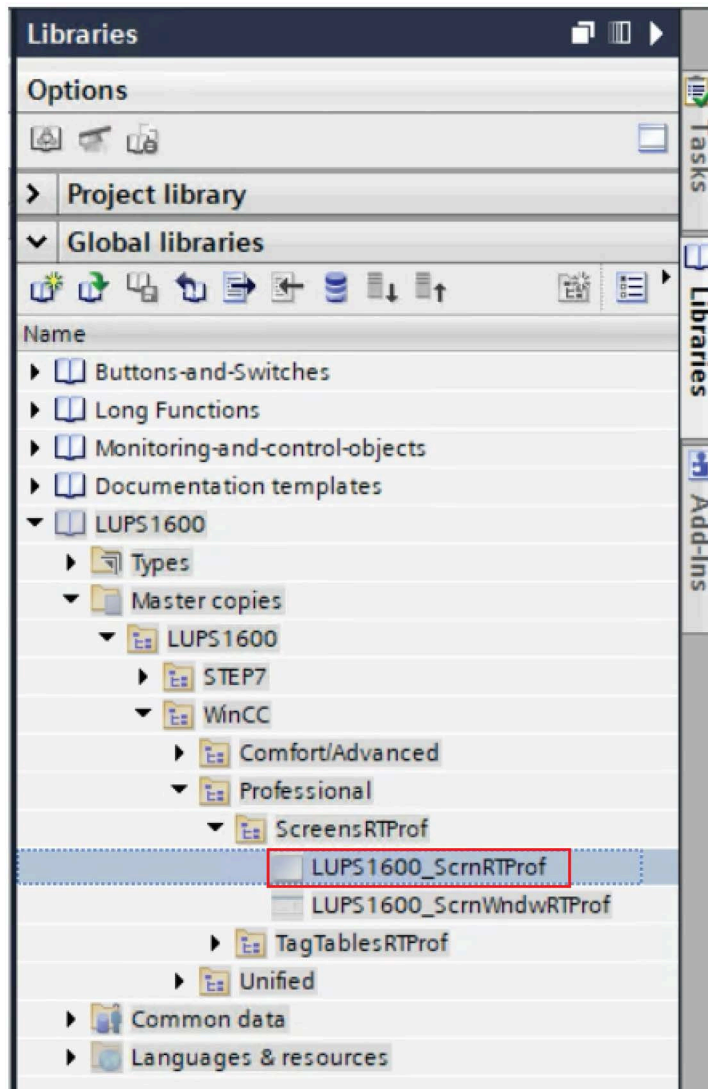 Libraries
Options
Project library
Global libraries
Name
Buttons-and-Switches
Long Functions
Monitoring-and-control-objects
Documentation templates
LUPS1600
Types
Master copies
LUPS1600
STEP7
WinCC
Comfort/Advanced
Professional
ScreensRTProf
LUPS1600_ScrnRTProf
LUPS1600_ScrnWndwRTProf
TagTablesRTProf
Unified
Common data
Languages & resources
Tasks
Libraries
Add-Ins